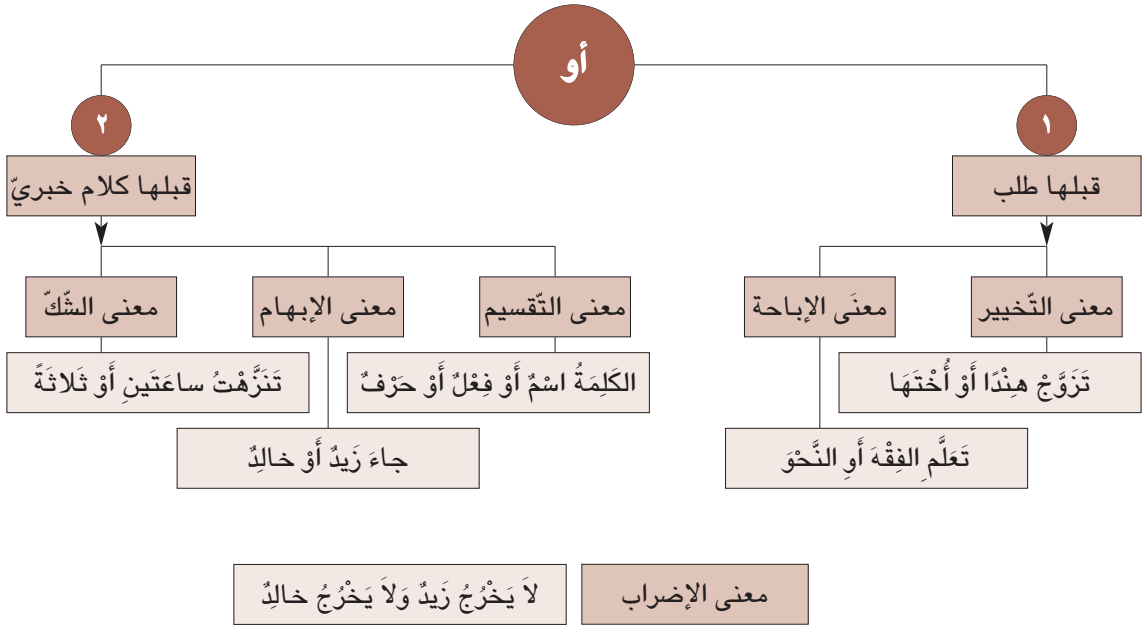 أو
١
٢
قبلها طلب
قبلها كلام خبريّ
معنى التّخيير
معنَى الإباحة
معنى التّقسيم
معنى الإبهام
معنى الشّكّ
تَزَوَّجْ هِنْدًا أَوْ أُخْتَهَا
الكَلِمَةُ اسْمٌ أَوْ فِعْلٌ أَوْ حَرْفٌ
تَنَزَّهْتُ ساعَتَينِ أَوْ ثَلاثَةً
تَعَلَّمِ الفِقْهَ أَوِ النَّحْوَ
جاءَ زَيدٌ أَوْ خالِدٌ
معنى الإضراب
لاَ يَخْرُجُ زَيدٌ وَلاَ يَخْرُجُ خالِدٌ